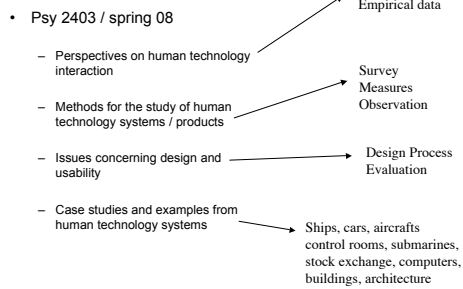 Empirical data
• Psy 2403 / spring 08
– Perspectives on human technology
interaction
– Methods for the study of human
technology systems / products
Survey
Measures
Observation
– Issues concerning design and
usability
Design Process
Evaluation
– Case studies and examples from
human technology systems
Ships, cars, aircrafts
control rooms, submarines,
stock exchange, computers,
buildings, architecture